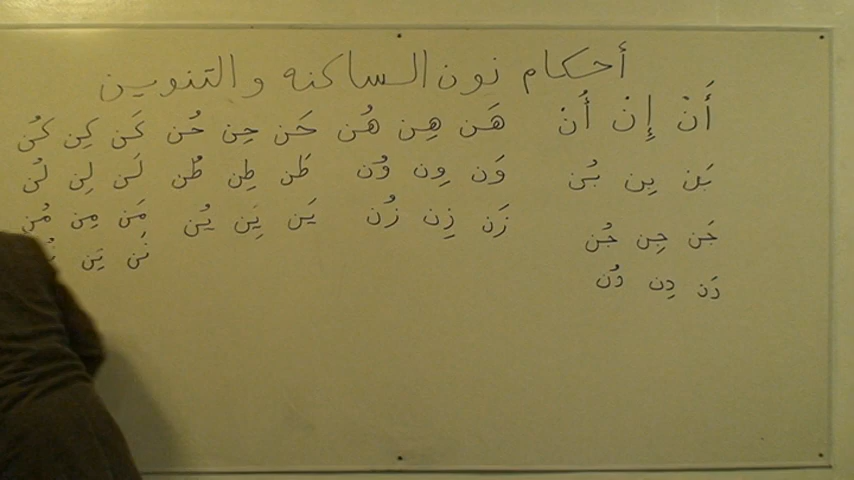 أحكام نون الساكنه والتنوين
أَنْ إِنْ أُنْ هَن هِن هُن حَن حِن حُن كَن كِن كُن
بَن بِن بُن وَن وِن وُن طَن طِن طُن لَن لِن لُن
جَن جِن جُن زَن زِن زُن يَن يِن يُن مَن مِن مُن
دَن دِن دُن نَن